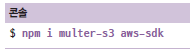 콘솔
$ npm i multer-s3 aws-sdk